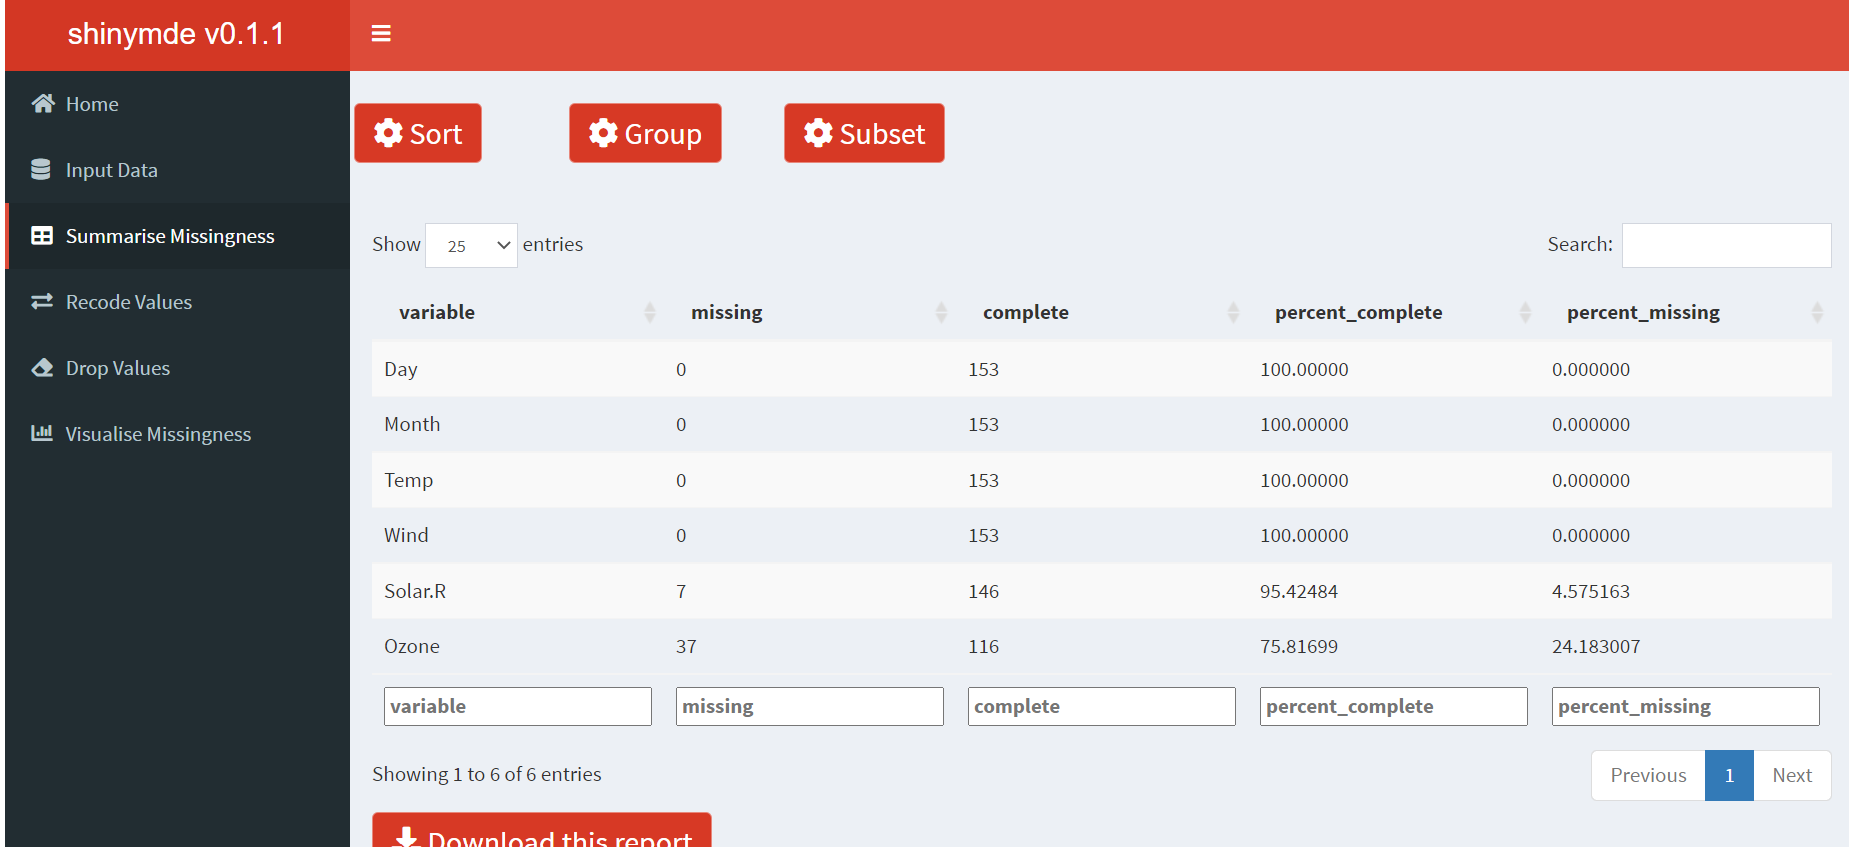 shinymde v0.1.1
Home
Input Data
Summarise Missingness
Recode Values
Drop Values
Visualise Missingness
Sort Group Subset
Show 25 entries Search:
variable missing complete percent_complete percent_missing
Day 0 153 100.00000 0.000000
Month 0 153 100.00000 0.000000
Temp 0 153 100.00000 0.000000
Wind 0 153 100.00000 0.000000
Solar.R 7 146 95.42484 4.575163
Ozone 37 116 75.81699 24.183007
variable missing complete percent_complete percent_missing
Showing 1 to 6 of 6 entries Previous 1 Next
Download this report